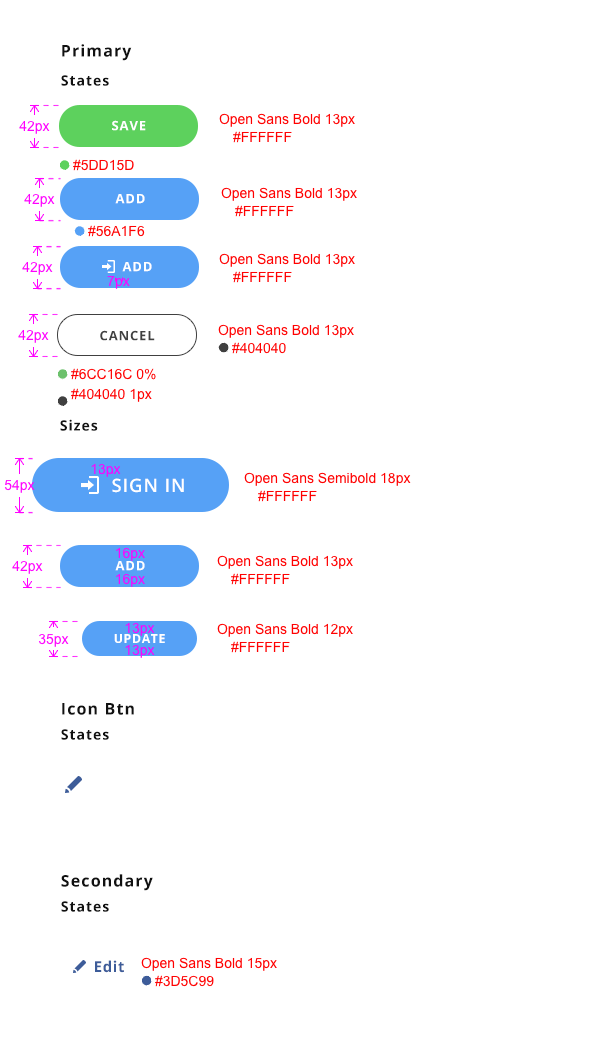 Primary
States
42px
SAVE
Open Sans Bold 13px
#FFFFFF
#5DD15D
42px
ADD
Open Sans Bold 13px
#FFFFFF
#56A1F6
42px
ADD
7px
Open Sans Bold 13px
#FFFFFF
42px
CANCEL
Open Sans Bold 13px
#404040
#6CC16C 0%
#404040 1px
Sizes
54px
13px
SIGN IN
Open Sans Semibold 18px
#FFFFFF
42px
16px
ADD
16px
Open Sans Bold 13px
#FFFFFF
35px
13px
UPDATE
13px
Open Sans Bold 12px
#FFFFFF
Icon Btn
States
Secondary
States
Edit
Open Sans Bold 15px
#3D5C99